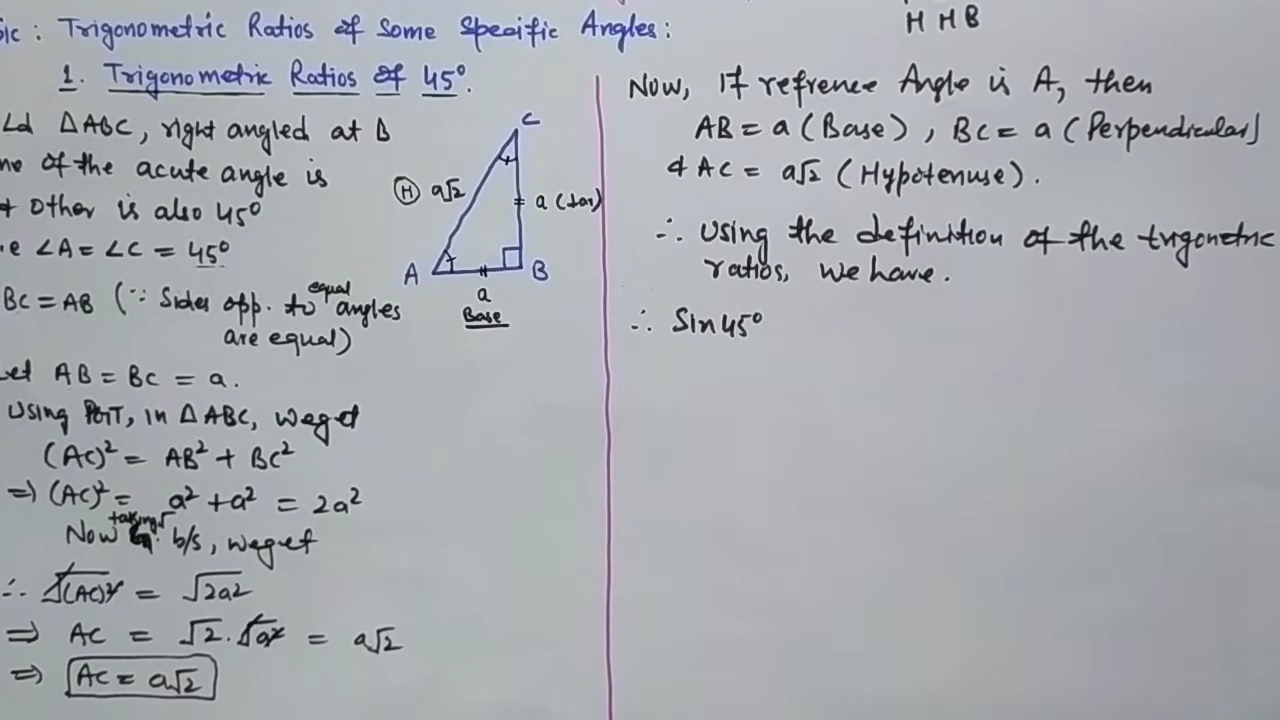 ic : Trigonometric Ratios of Some Specific Angles :
1. Trigonometric Ratios of 45°.
Let ΔABC, right angled at B
ne of the acute angle is
& Other is also 45°
.e ∠A = ∠C = 45°
BC = AB (∵ Sides opp. to equal angles
are equal)
Let AB = BC = a.
Using PGT, in ΔABC, we get
(AC)² = AB² + BC²
⇒ (AC)² = a² + a² = 2a²
Now taking √ b/s, we get
∴ √(AC)² = √2a²
⇒ AC = √2 . √a² = a√2
⇒ AC = a√2
C
H a√2
a
A
B
a
Base
H H B
Now, If refrence Angle is A, then
AB = a (Base), BC = a (Perpendicular)
& AC = a√2 (Hypotenuse).
∴ Using the definition of the trigonetric
ratios, we have.
∴ Sin 45°